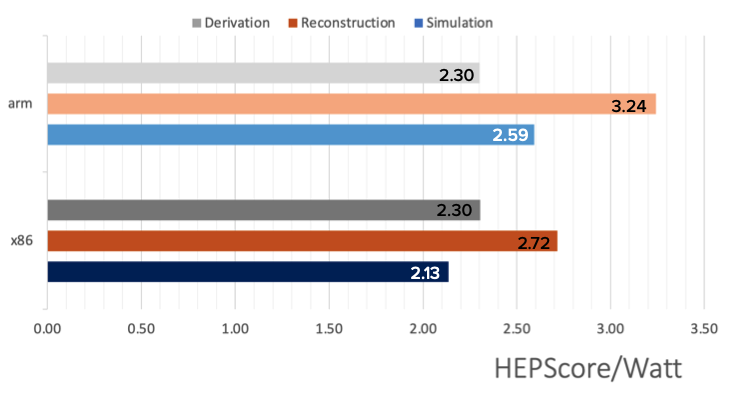 Derivation Reconstruction Simulation
2.30
arm 3.24
2.59
2.30
x86 2.72
2.13
0.00 0.50 1.00 1.50 2.00 2.50 3.00 3.50
HEPScore/Watt